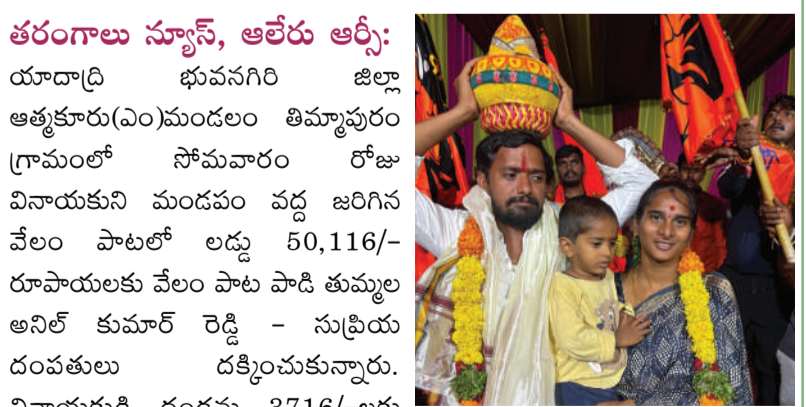 తరంగాలు న్యూస్, ఆలేరు ఆర్సీ:
యాదాద్రి భువనగిరి జిల్లా
ఆత్మకూరు(ఎం)మండలం తిమ్మాపురం
గ్రామంలో సోమవారం రోజు
వినాయకుని మండపం వద్ద జరిగిన
వేలం పాటలో లడ్డు 50,116/-
రూపాయలకు వేలం పాట పాడి తుమ్మల
అనిల్ కుమార్ రెడ్డి - సుప్రియ
దంపతులు దక్కించుకున్నారు.